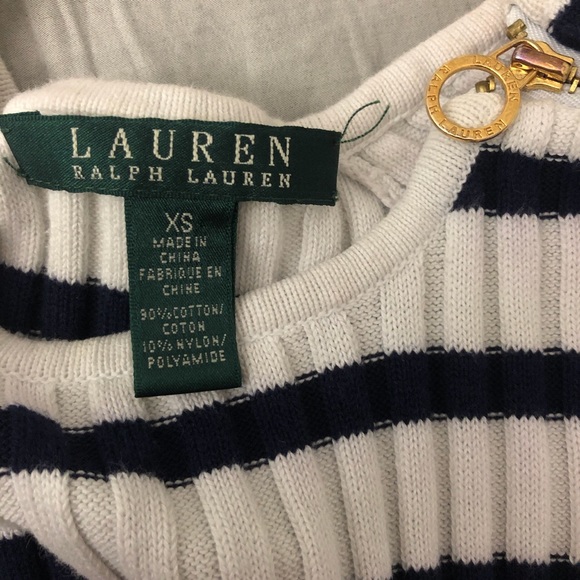 LAUREN
RALPH LAUREN
XS
MADE IN
CHINA
FABRIQUE EN
CHINE
90%COTTON/
COTON
10%NYLON/
POLYAMIDE
LAUREN
RALPH LAUREN